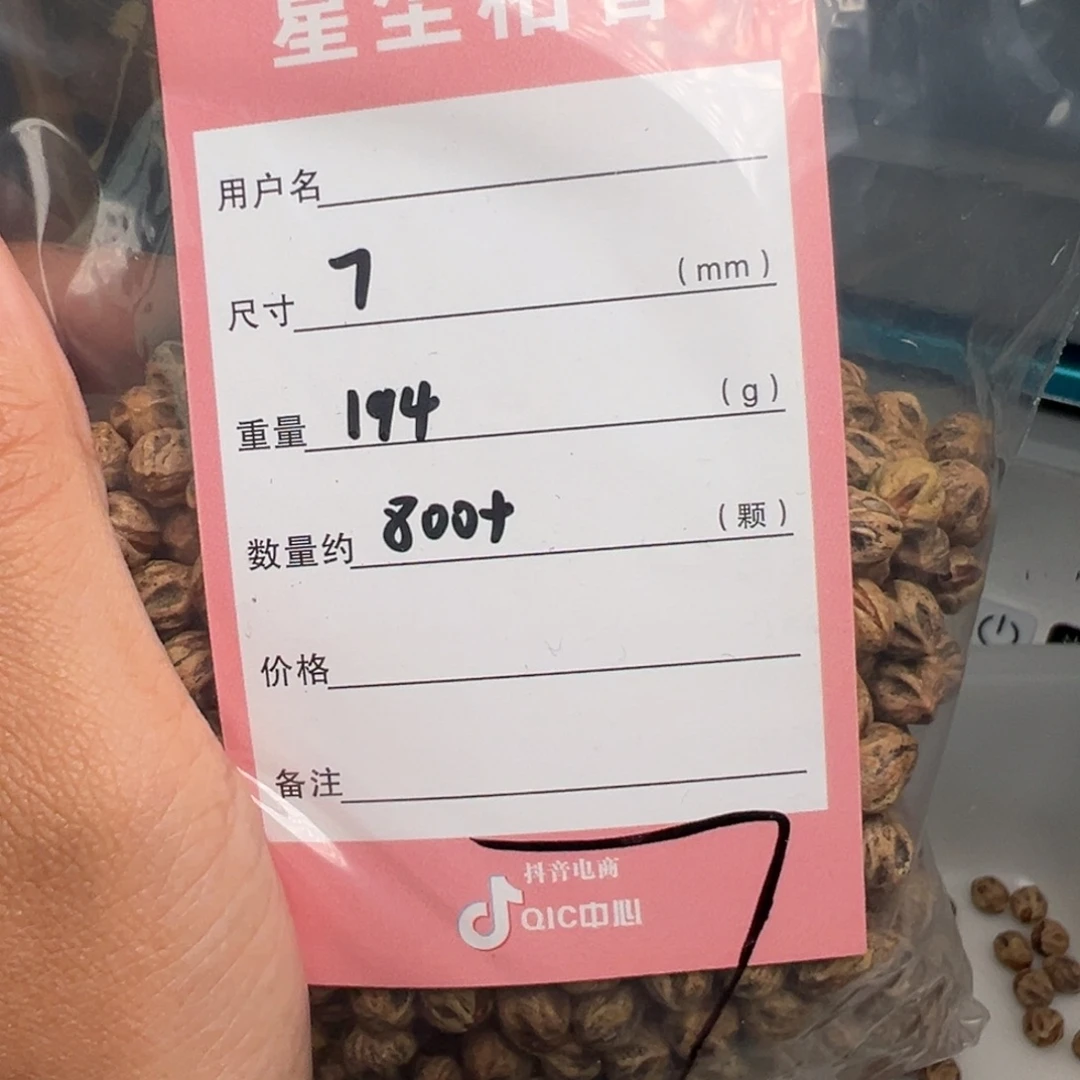 用户名
尺寸 7 (mm)
重量 194 (g)
数量约 800+ (颗)
价格
备注
抖音电商
QIC中心